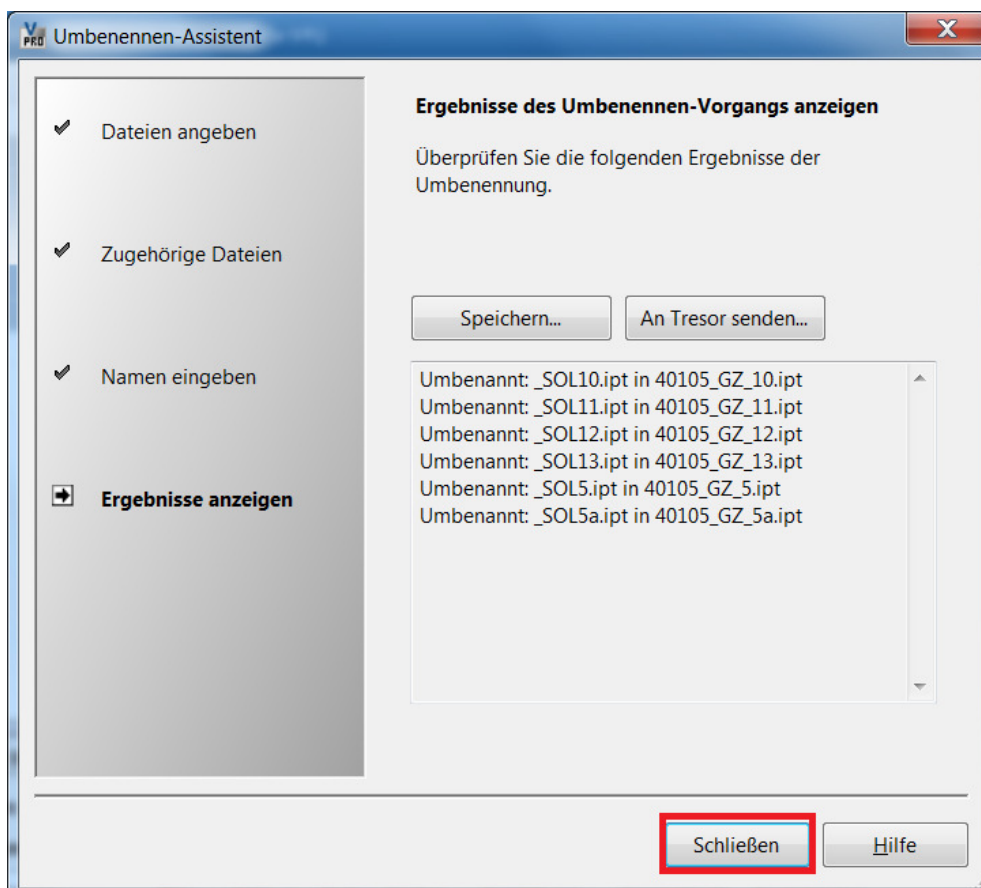 V
PRO
Umbenennen-Assistent
X
Dateien angeben
Zugehörige Dateien
Namen eingeben
Ergebnisse anzeigen
Ergebnisse des Umbenennen-Vorgangs anzeigen
Überprüfen Sie die folgenden Ergebnisse der
Umbenennung.
Speichern...
An Tresor senden...
Umbenannt: _SOL10.ipt in 40105_GZ_10.ipt
Umbenannt: _SOL11.ipt in 40105_GZ_11.ipt
Umbenannt: _SOL12.ipt in 40105_GZ_12.ipt
Umbenannt: _SOL13.ipt in 40105_GZ_13.ipt
Umbenannt: _SOL5.ipt in 40105_GZ_5.ipt
Umbenannt: _SOL5a.ipt in 40105_GZ_5a.ipt
Schließen
Hilfe